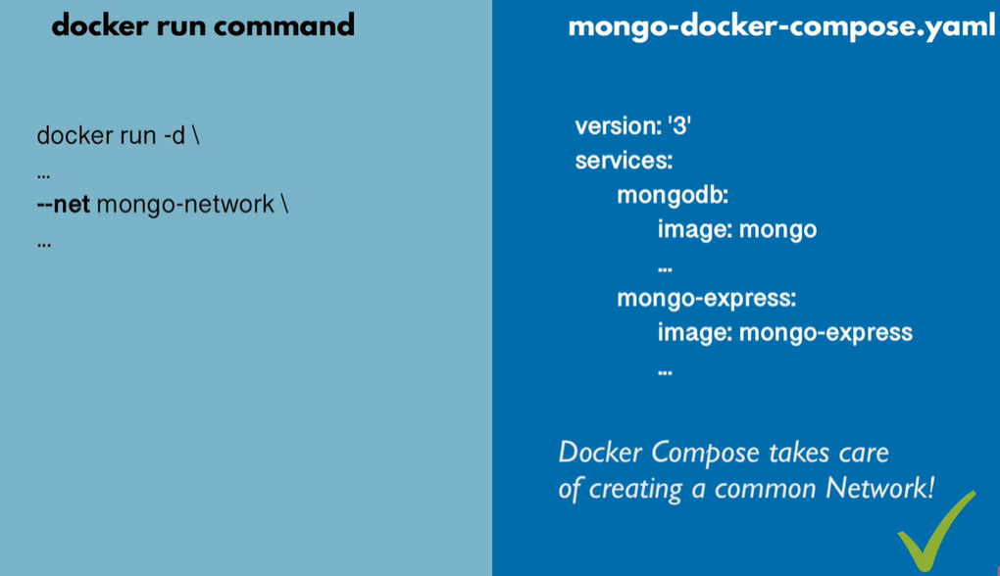 docker run command
docker run -d \
...
--net mongo-network \
...
mongo-docker-compose.yaml
version: '3'
services:
mongodb:
image: mongo
...
mongo-express:
image: mongo-express
...
Docker Compose takes care
of creating a common Network!